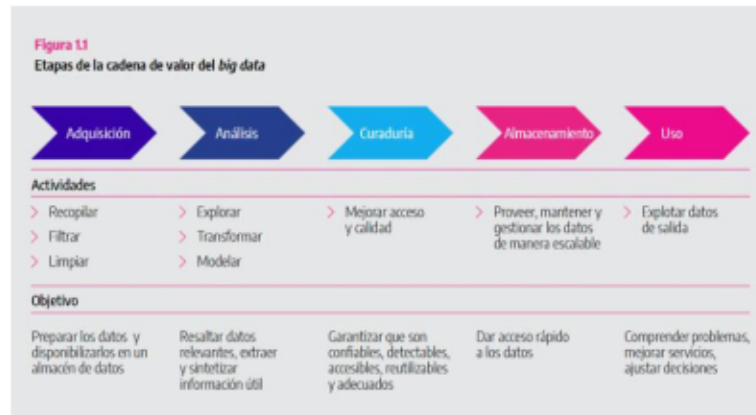 Figura 1.1
Etapas de la cadena de valor del big data
Adquisición
Análisis
Curaduría
Almacenamiento
Uso
Actividades
Recopilar
Filtrar
Limpiar
Explorar
Transformar
Modelar
Mejorar acceso
y calidad
Proveer, mantener y
gestionar los datos
de manera escalable
Explotar datos
de salida
Objetivo
Preparar los datos y
disponibilizarlos en un
almacén de datos
Resaltar datos
relevantes, extraer
y sintetizar
información útil
Garantizar que son
confiables, detectables,
accesibles, reutilizables
y adecuados
Dar acceso rápido
a los datos
Comprender problemas,
mejorar servicios,
ajustar decisiones